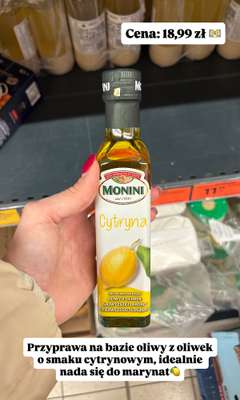 Cena: 18,99 zł 💵
MONINI
Cytryna
Przyprawa na bazie oliwy z oliwek
o smaku cytrynowym, idealnie
nada się do marynat🍋